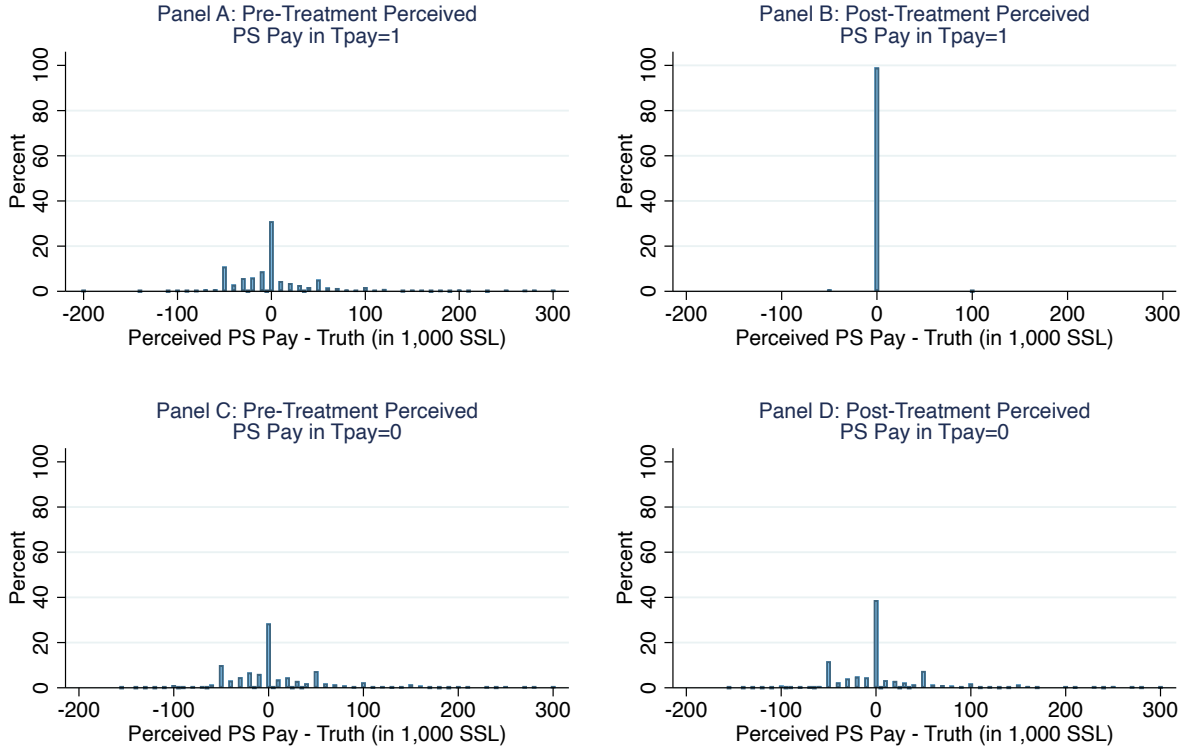 Panel A: Pre-Treatment Perceived
PS Pay in Tpay=1
Percent
100
80
60
40
20
0
-200 -100 0 100 200 300
Perceived PS Pay - Truth (in 1,000 SSL)
Panel B: Post-Treatment Perceived
PS Pay in Tpay=1
Percent
100
80
60
40
20
0
-200 -100 0 100 200 300
Perceived PS Pay - Truth (in 1,000 SSL)
Panel C: Pre-Treatment Perceived
PS Pay in Tpay=0
Percent
100
80
60
40
20
0
-200 -100 0 100 200 300
Perceived PS Pay - Truth (in 1,000 SSL)
Panel D: Post-Treatment Perceived
PS Pay in Tpay=0
Percent
100
80
60
40
20
0
-200 -100 0 100 200 300
Perceived PS Pay - Truth (in 1,000 SSL)